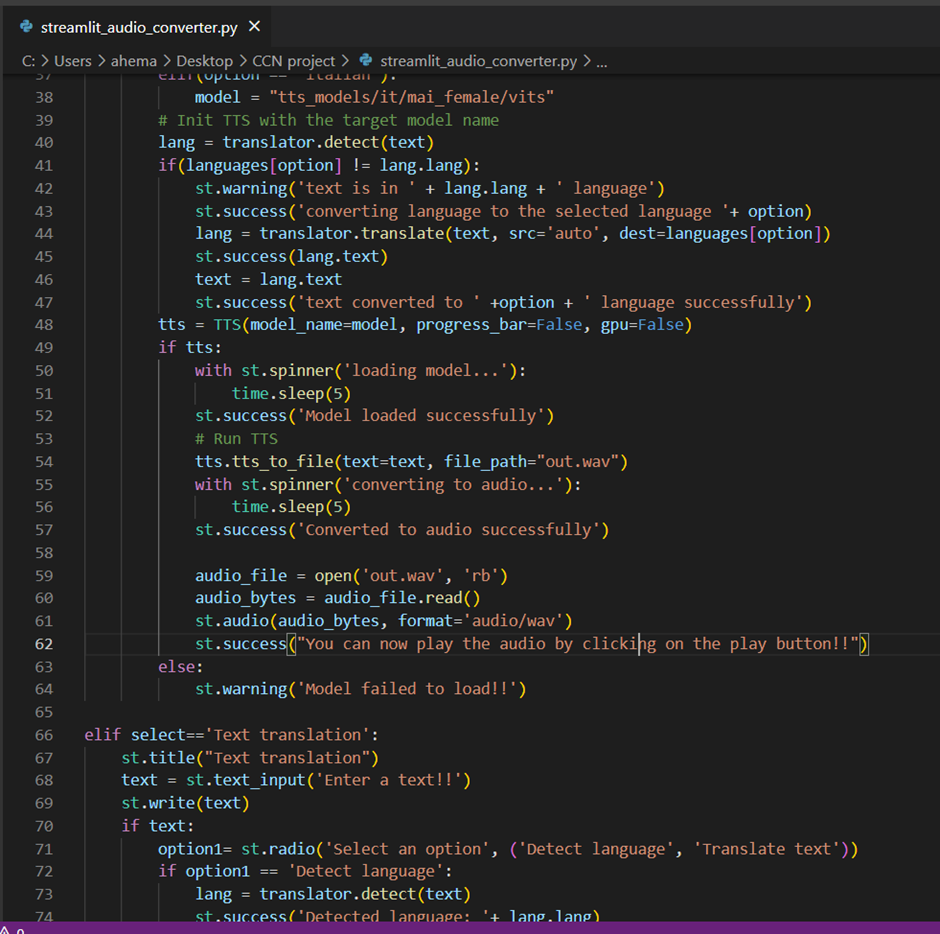 streamlit_audio_converter.py ×
C: > Users > ahema > Desktop > CCN project > streamlit_audio_converter.py > ...
37 elif(option == 'Italian'):
38 model = "tts_models/it/mai_female/vits"
39 # Init TTS with the target model name
40 lang = translator.detect(text)
41 if(languages[option] != lang.lang):
42 st.warning('text is in ' + lang.lang + ' language')
43 st.success('converting language to the selected language '+ option)
44 lang = translator.translate(text, src='auto', dest=languages[option])
45 st.success(lang.text)
46 text = lang.text
47 st.success('text converted to ' +option + ' language successfully')
48 tts = TTS(model_name=model, progress_bar=False, gpu=False)
49 if tts:
50 with st.spinner('loading model...'):
51 time.sleep(5)
52 st.success('Model loaded successfully')
53 # Run TTS
54 tts.tts_to_file(text=text, file_path="out.wav")
55 with st.spinner('converting to audio...'):
56 time.sleep(5)
57 st.success('Converted to audio successfully')
58
59 audio_file = open('out.wav', 'rb')
60 audio_bytes = audio_file.read()
61 st.audio(audio_bytes, format='audio/wav')
62 st.success("You can now play the audio by clicking on the play button!!")
63 else:
64 st.warning('Model failed to load!!')
65
66 elif select=='Text translation':
67 st.title("Text translation")
68 text = st.text_input('Enter a text!!')
69 st.write(text)
70 if text:
71 option1= st.radio('Select an option', ('Detect language', 'Translate text'))
72 if option1 == 'Detect language':
73 lang = translator.detect(text)
74 st.success('Detected language: '+ lang.lang)
0